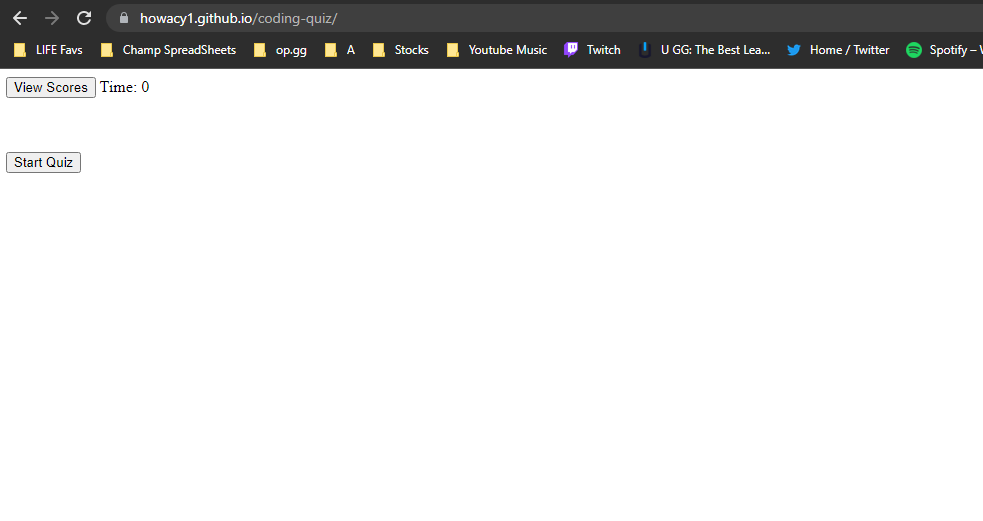 howacy1.github.io/coding-quiz/
LIFE Favs Champ SpreadSheets op.gg A Stocks Youtube Music Twitch U GG: The Best Lea... Home / Twitter Spotify –
View Scores Time: 0
Start Quiz